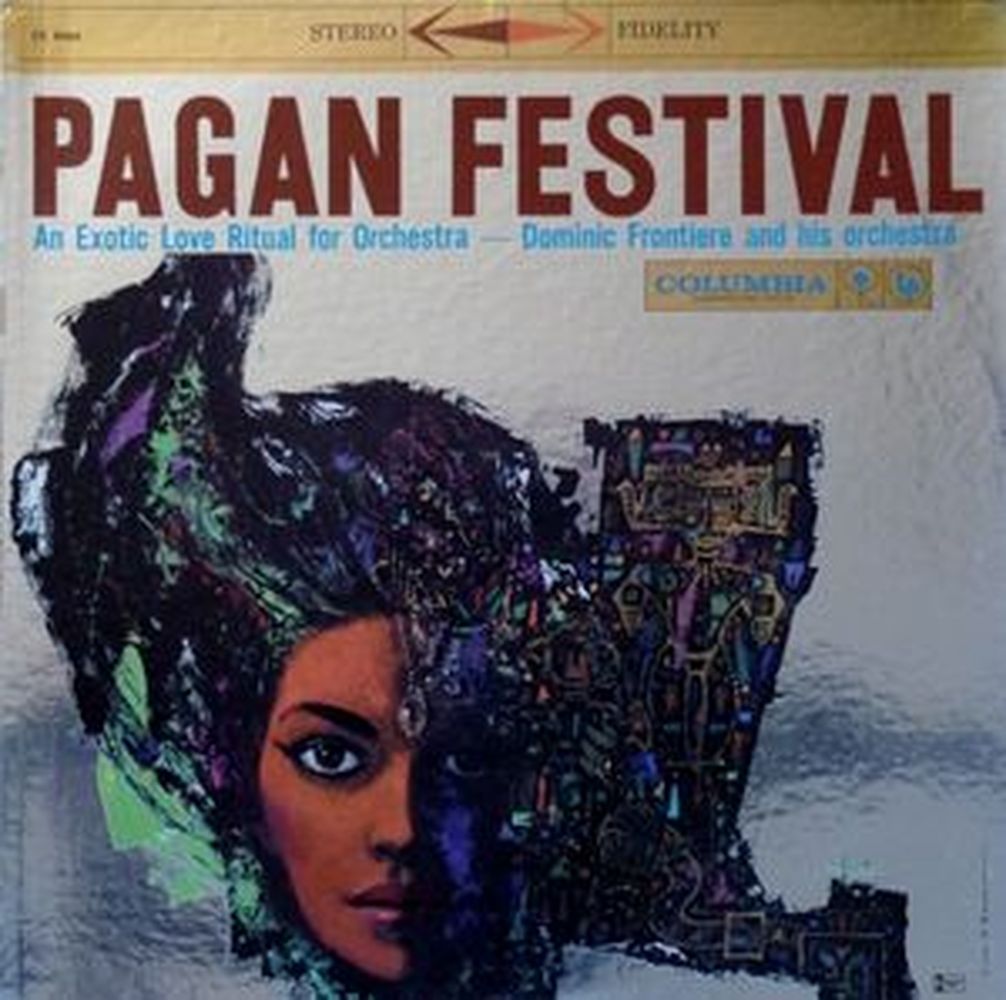 STEREO FIDELITY
PAGAN FESTIVAL
An Exotic Love Ritual for Orchestra — Dominic Frontiere and his orchestra
COLUMBIA